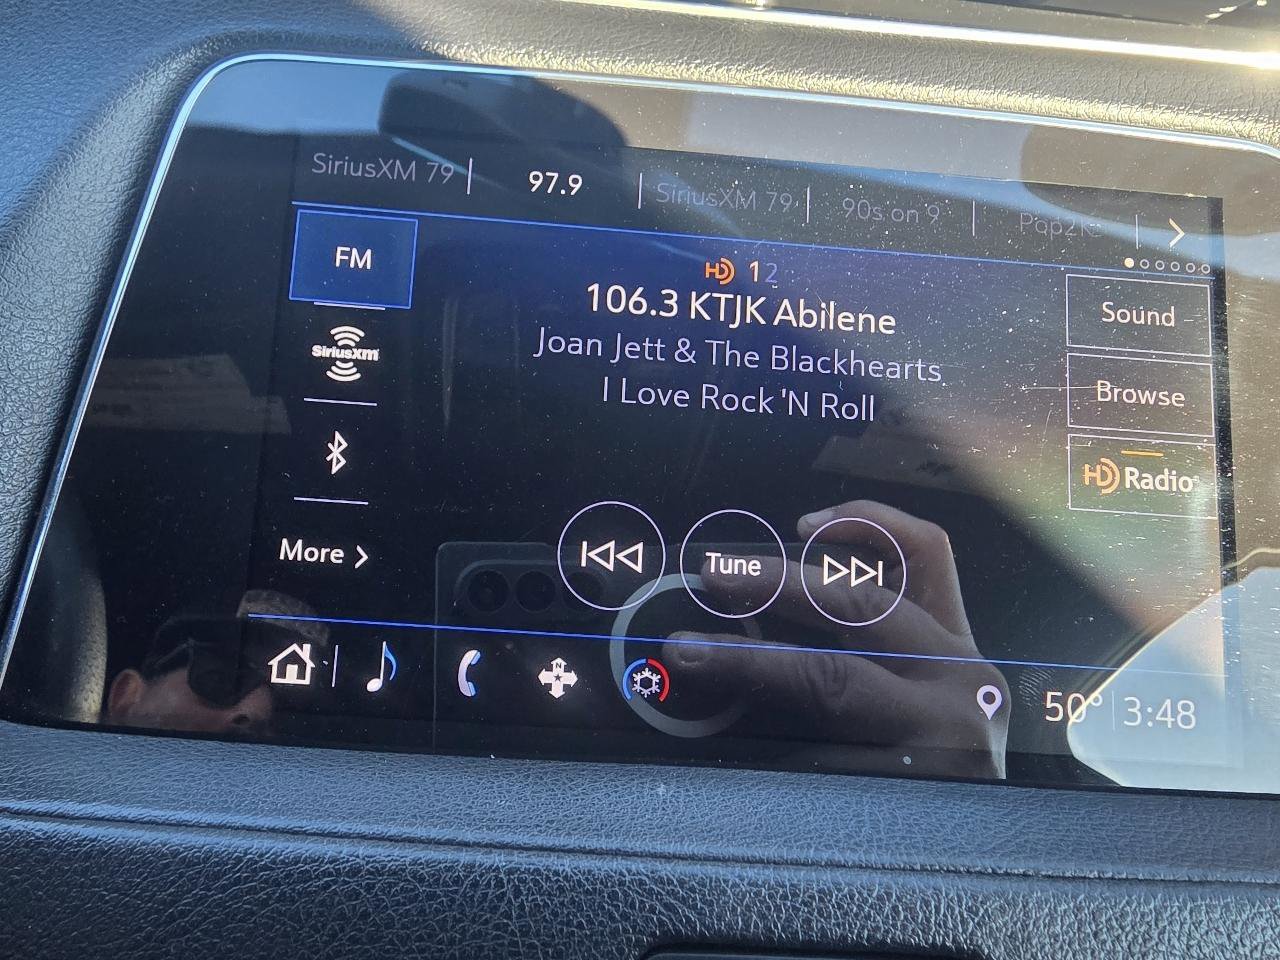 SiriusXM 79
97.9
SiriusXM 79
90s on 9
FM
HD 1 2
106.3 KTJK Abilene
Joan Jett & The Blackhearts
I Love Rock 'N Roll
Sound
SiriusXM
Browse
HD Radio
More
Tune
N
50° 3:48